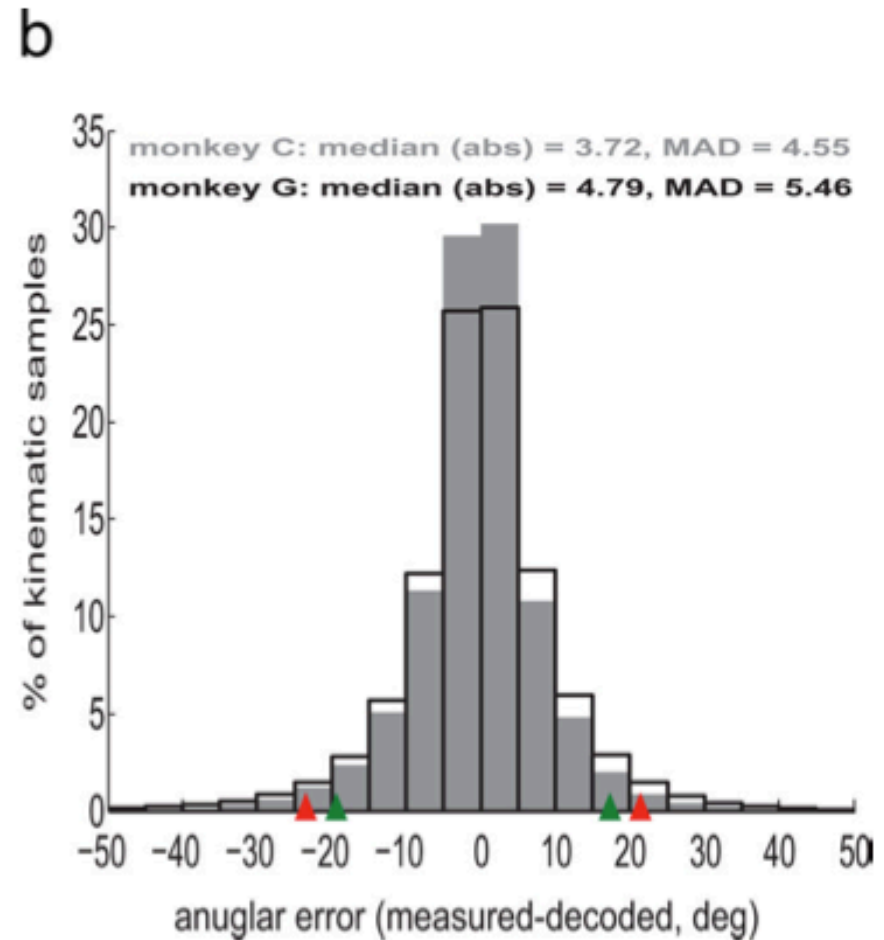 b
35
monkey C: median (abs) = 3.72, MAD = 4.55
monkey G: median (abs) = 4.79, MAD = 5.46
30
25
20
15
10
5
0
% of kinematic samples
−50 −40 −30 −20 −10 0 10 20 30 40 50
anuglar error (measured-decoded, deg)